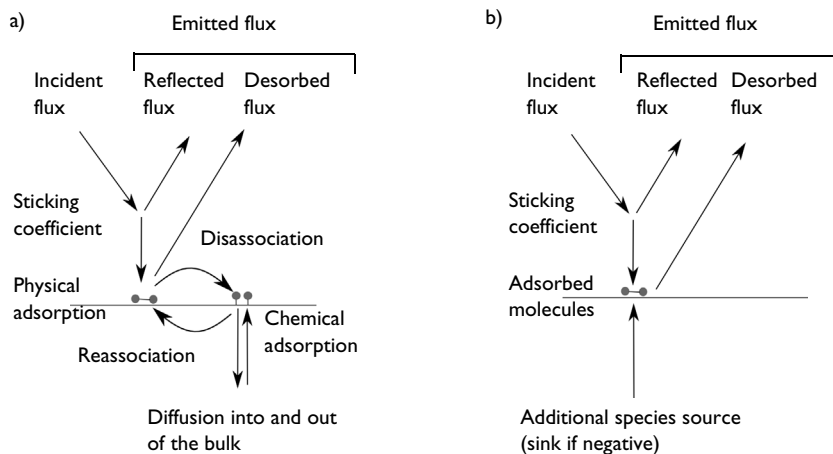 a)
Emitted flux
Incident
flux
Reflected
flux
Desorbed
flux
Sticking
coefficient
Disassociation
Physical
adsorption
Chemical
adsorption
Reassociation
Diffusion into and out
of the bulk
b)
Emitted flux
Incident
flux
Reflected
flux
Desorbed
flux
Sticking
coefficient
Adsorbed
molecules
Additional species source
(sink if negative)